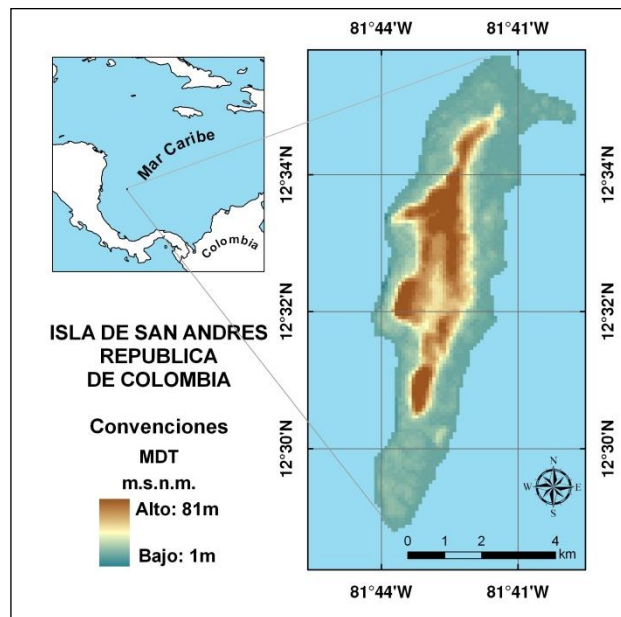 81°44'W
81°41'W
Mar Caribe
Colombia
12°34'N
12°34'N
12°32'N
12°32'N
12°30'N
12°30'N
ISLA DE SAN ANDRES
REPUBLICA
DE COLOMBIA
Convenciones
MDT
m.s.n.m.
Alto: 81m
Bajo: 1m
N
W E
S
0 1 2 4
km
81°44'W
81°41'W